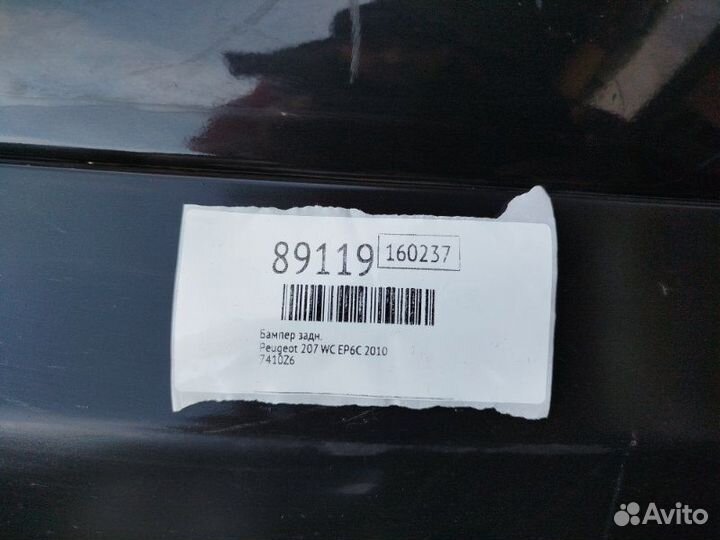 89119 160237
Бампер задн.
Peugeot 207 WC EP6C 2010
7410Z6
Avito